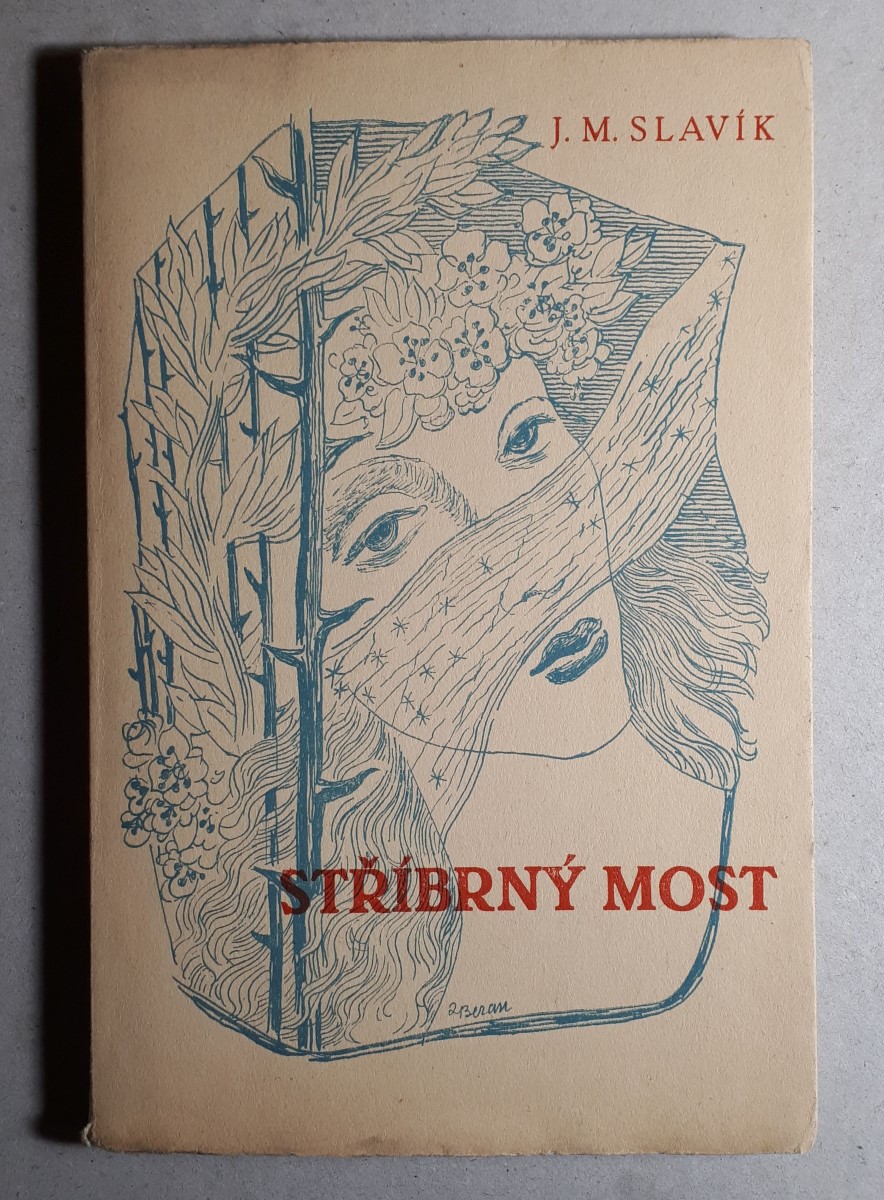 J. M. SLAVÍK
STŘÍBRNÝ MOST
Beran